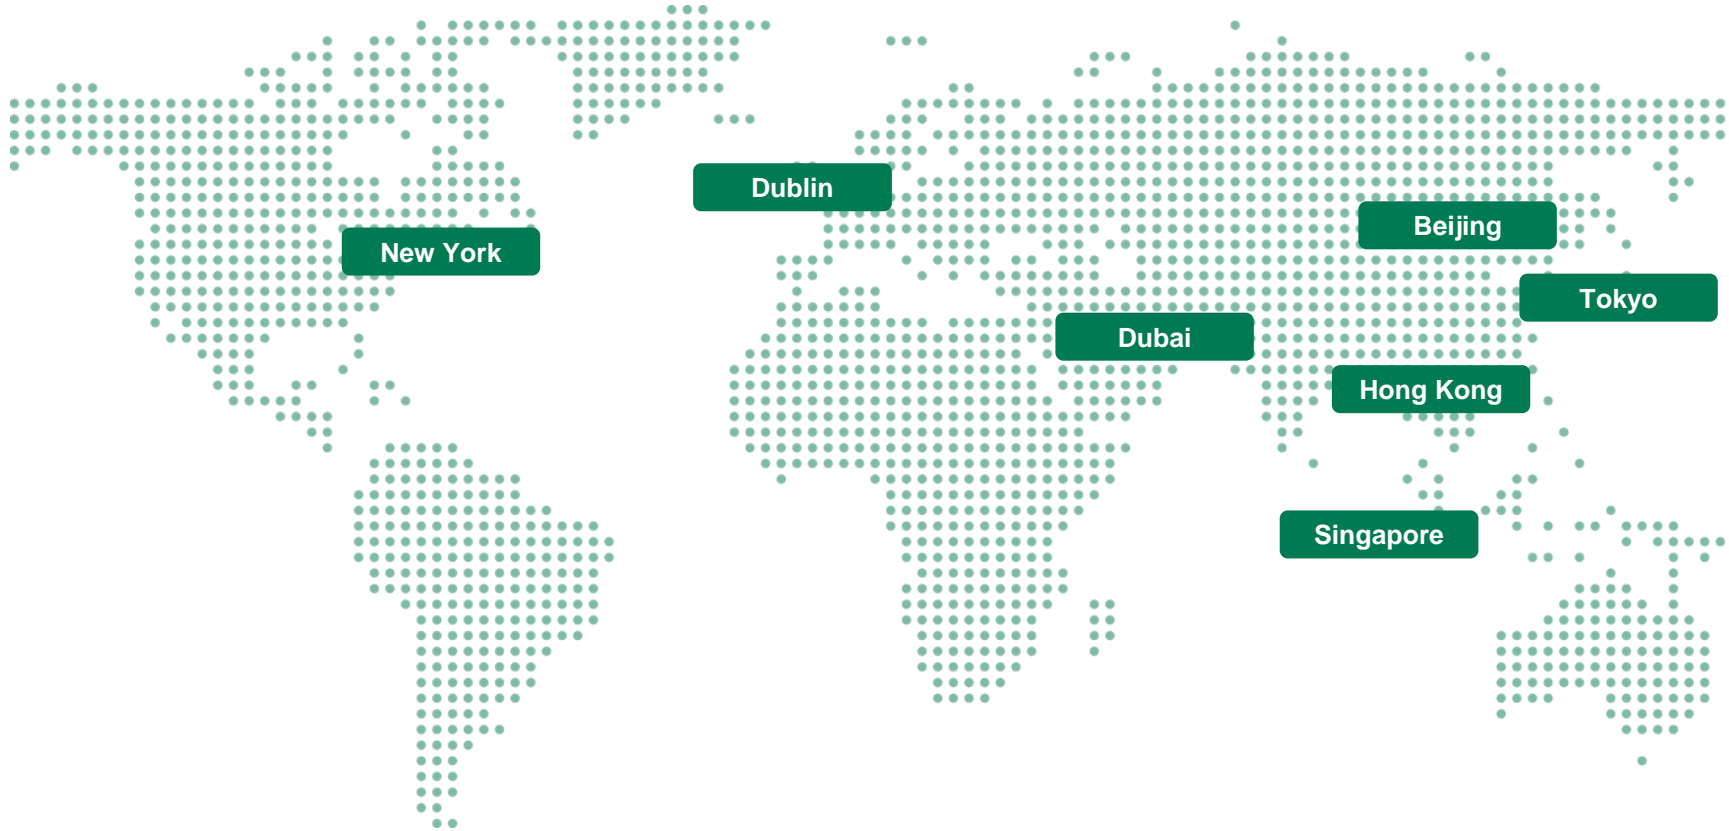 Dublin
Beijing
New York
Tokyo
Dubai
Hong Kong
Singapore